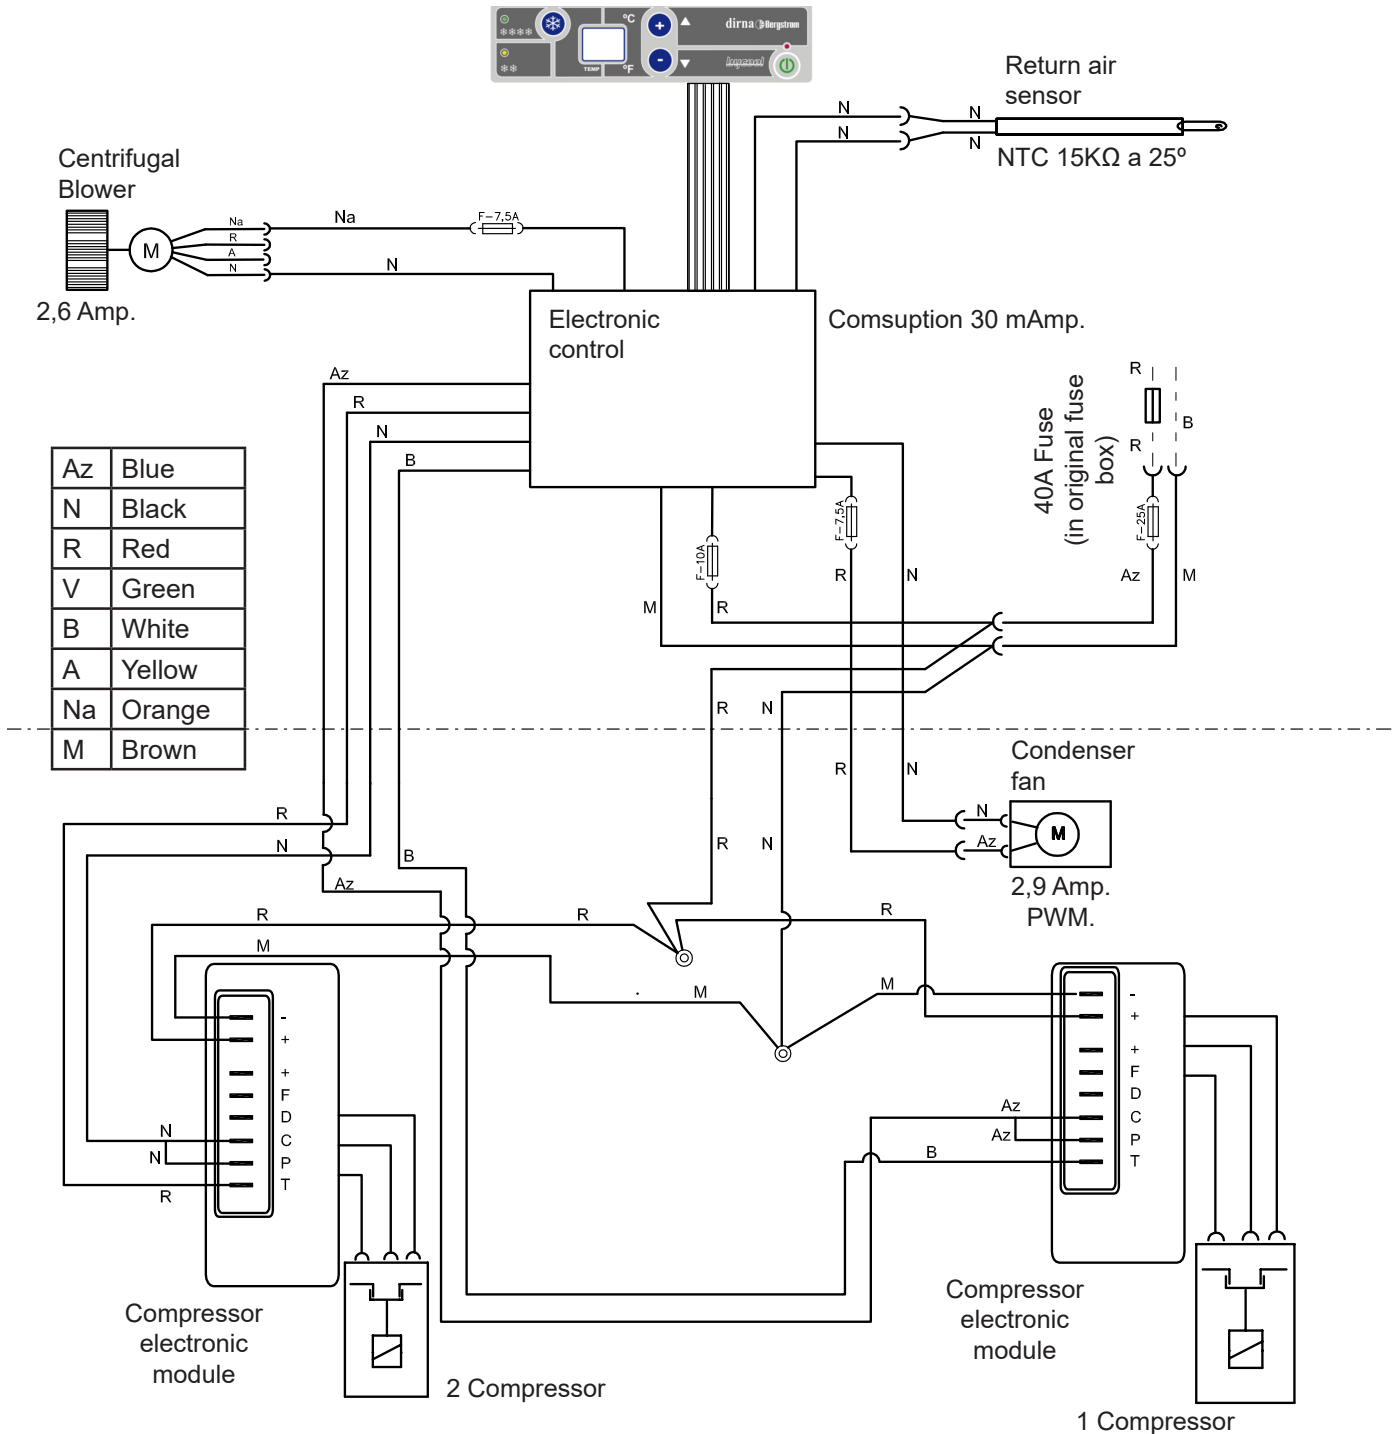 °C
+
dirna Bergstrom
TEMP
°F
-
Return air
sensor
N
N
N
N
NTC 15KΩ a 25º
Centrifugal
Blower
Na
R
A
N
Na
F-7,5A
N
M
2,6 Amp.
Electronic
control
Comsuption 30 mAmp.
Az
R
N
B
40A Fuse
(in original fuse
box)
R
B
R
F-25A
Az
M
F-7,5A
F-10A
R
N
M
R
Az Blue
N Black
R Red
V Green
B White
A Yellow
Na Orange
M Brown
R
N
R
N
Condenser
fan
N
Az
M
2,9 Amp.
PWM.
R
N
B
Az
R
N
R
R
R
M
M
M
-
+
+
F
D
C
P
T
N
N
R
-
+
+
F
D
C
P
T
Az
Az
B
Compressor
electronic
module
2 Compressor
Compressor
electronic
module
1 Compressor